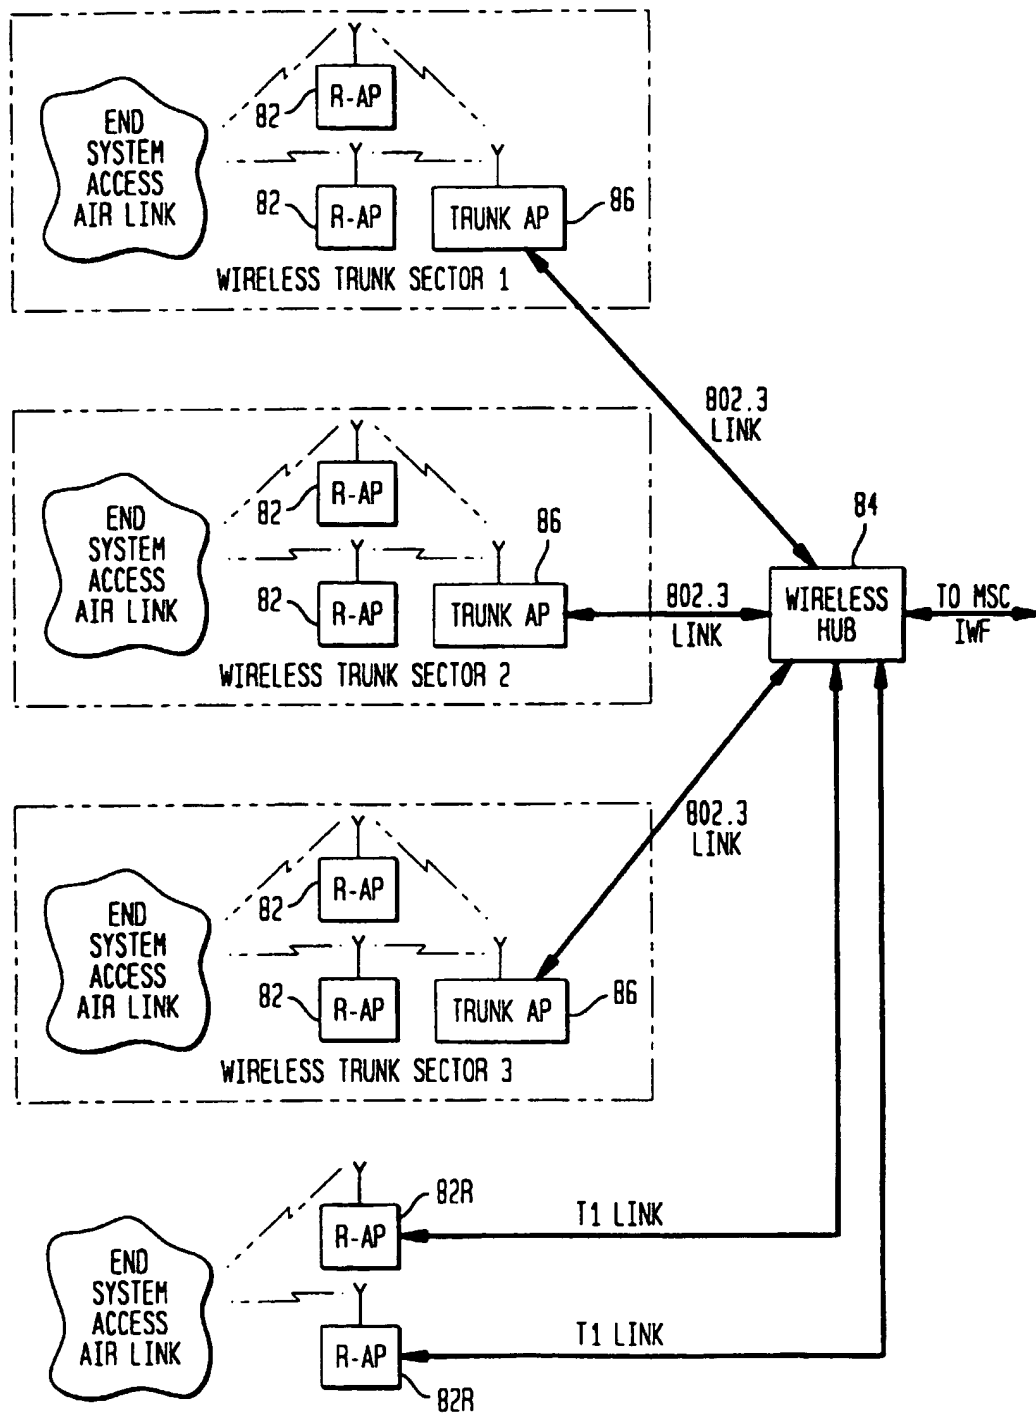 R-AP
82
END
SYSTEM
ACCESS
AIR LINK
82
R-AP
TRUNK AP
86
WIRELESS TRUNK SECTOR 1
802.3
LINK
R-AP
82
END
SYSTEM
ACCESS
AIR LINK
82
R-AP
86
TRUNK AP
WIRELESS TRUNK SECTOR 2
802.3
LINK
84
WIRELESS
HUB
TO MSC
IWF
802.3
LINK
R-AP
82
END
SYSTEM
ACCESS
AIR LINK
82
R-AP
TRUNK AP
86
WIRELESS TRUNK SECTOR 3
END
SYSTEM
ACCESS
AIR LINK
82R
R-AP
T1 LINK
R-AP
82R
T1 LINK